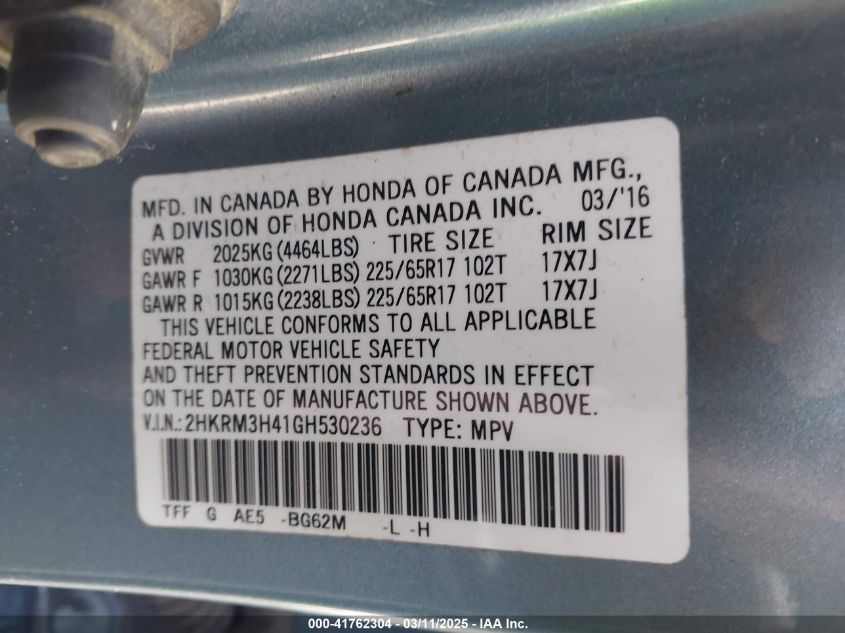 MFD. IN CANADA BY HONDA OF CANADA MFG.,
A DIVISION OF HONDA CANADA INC. 03/'16
GVWR 2025KG (4464LBS) TIRE SIZE RIM SIZE
GAWR F 1030KG (2271LBS) 225/65R17 102T 17X7J
GAWR R 1015KG (2238LBS) 225/65R17 102T 17X7J
THIS VEHICLE CONFORMS TO ALL APPLICABLE
FEDERAL MOTOR VEHICLE SAFETY
AND THEFT PREVENTION STANDARDS IN EFFECT
ON THE DATE OF MANUFACTURE SHOWN ABOVE.
V.I.N.: 2HKRM3H41GH530236 TYPE: MPV
TFF G AE5 -BG62M -L -H
000-41762304 - 03/11/2025 - IAA Inc.